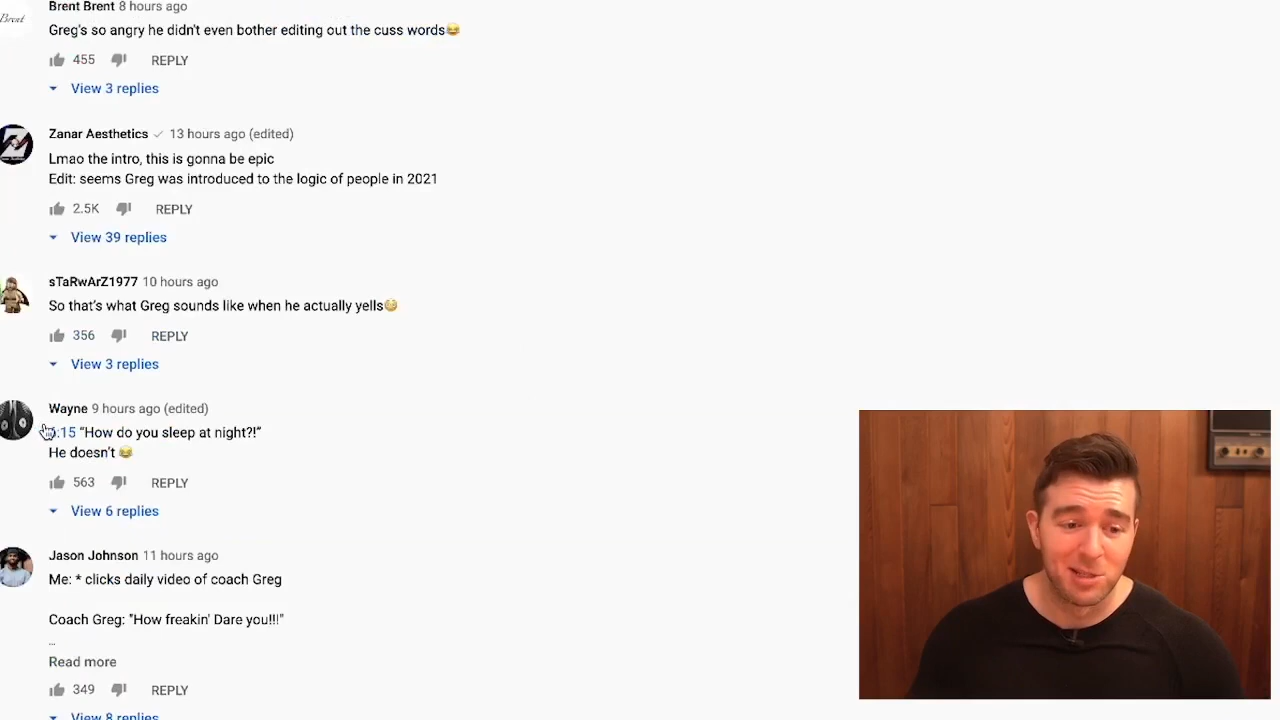 Brent
Brent Brent 8 hours ago
Greg's so angry he didn't even bother editing out the cuss words😂
455 REPLY
View 3 replies
Zanar Aesthetics 13 hours ago (edited)
Lmao the intro, this is gonna be epic
Edit: seems Greg was introduced to the logic of people in 2021
2.5K REPLY
View 39 replies
sTaRwArZ1977 10 hours ago
So that's what Greg sounds like when he actually yells😳
356 REPLY
View 3 replies
Wayne 9 hours ago (edited)
:15 “How do you sleep at night?!”
He doesn't 😂
563 REPLY
View 6 replies
Jason Johnson 11 hours ago
Me: * clicks daily video of coach Greg
Coach Greg: "How freakin' Dare you!!!"
...
Read more
349 REPLY
View 8 replies